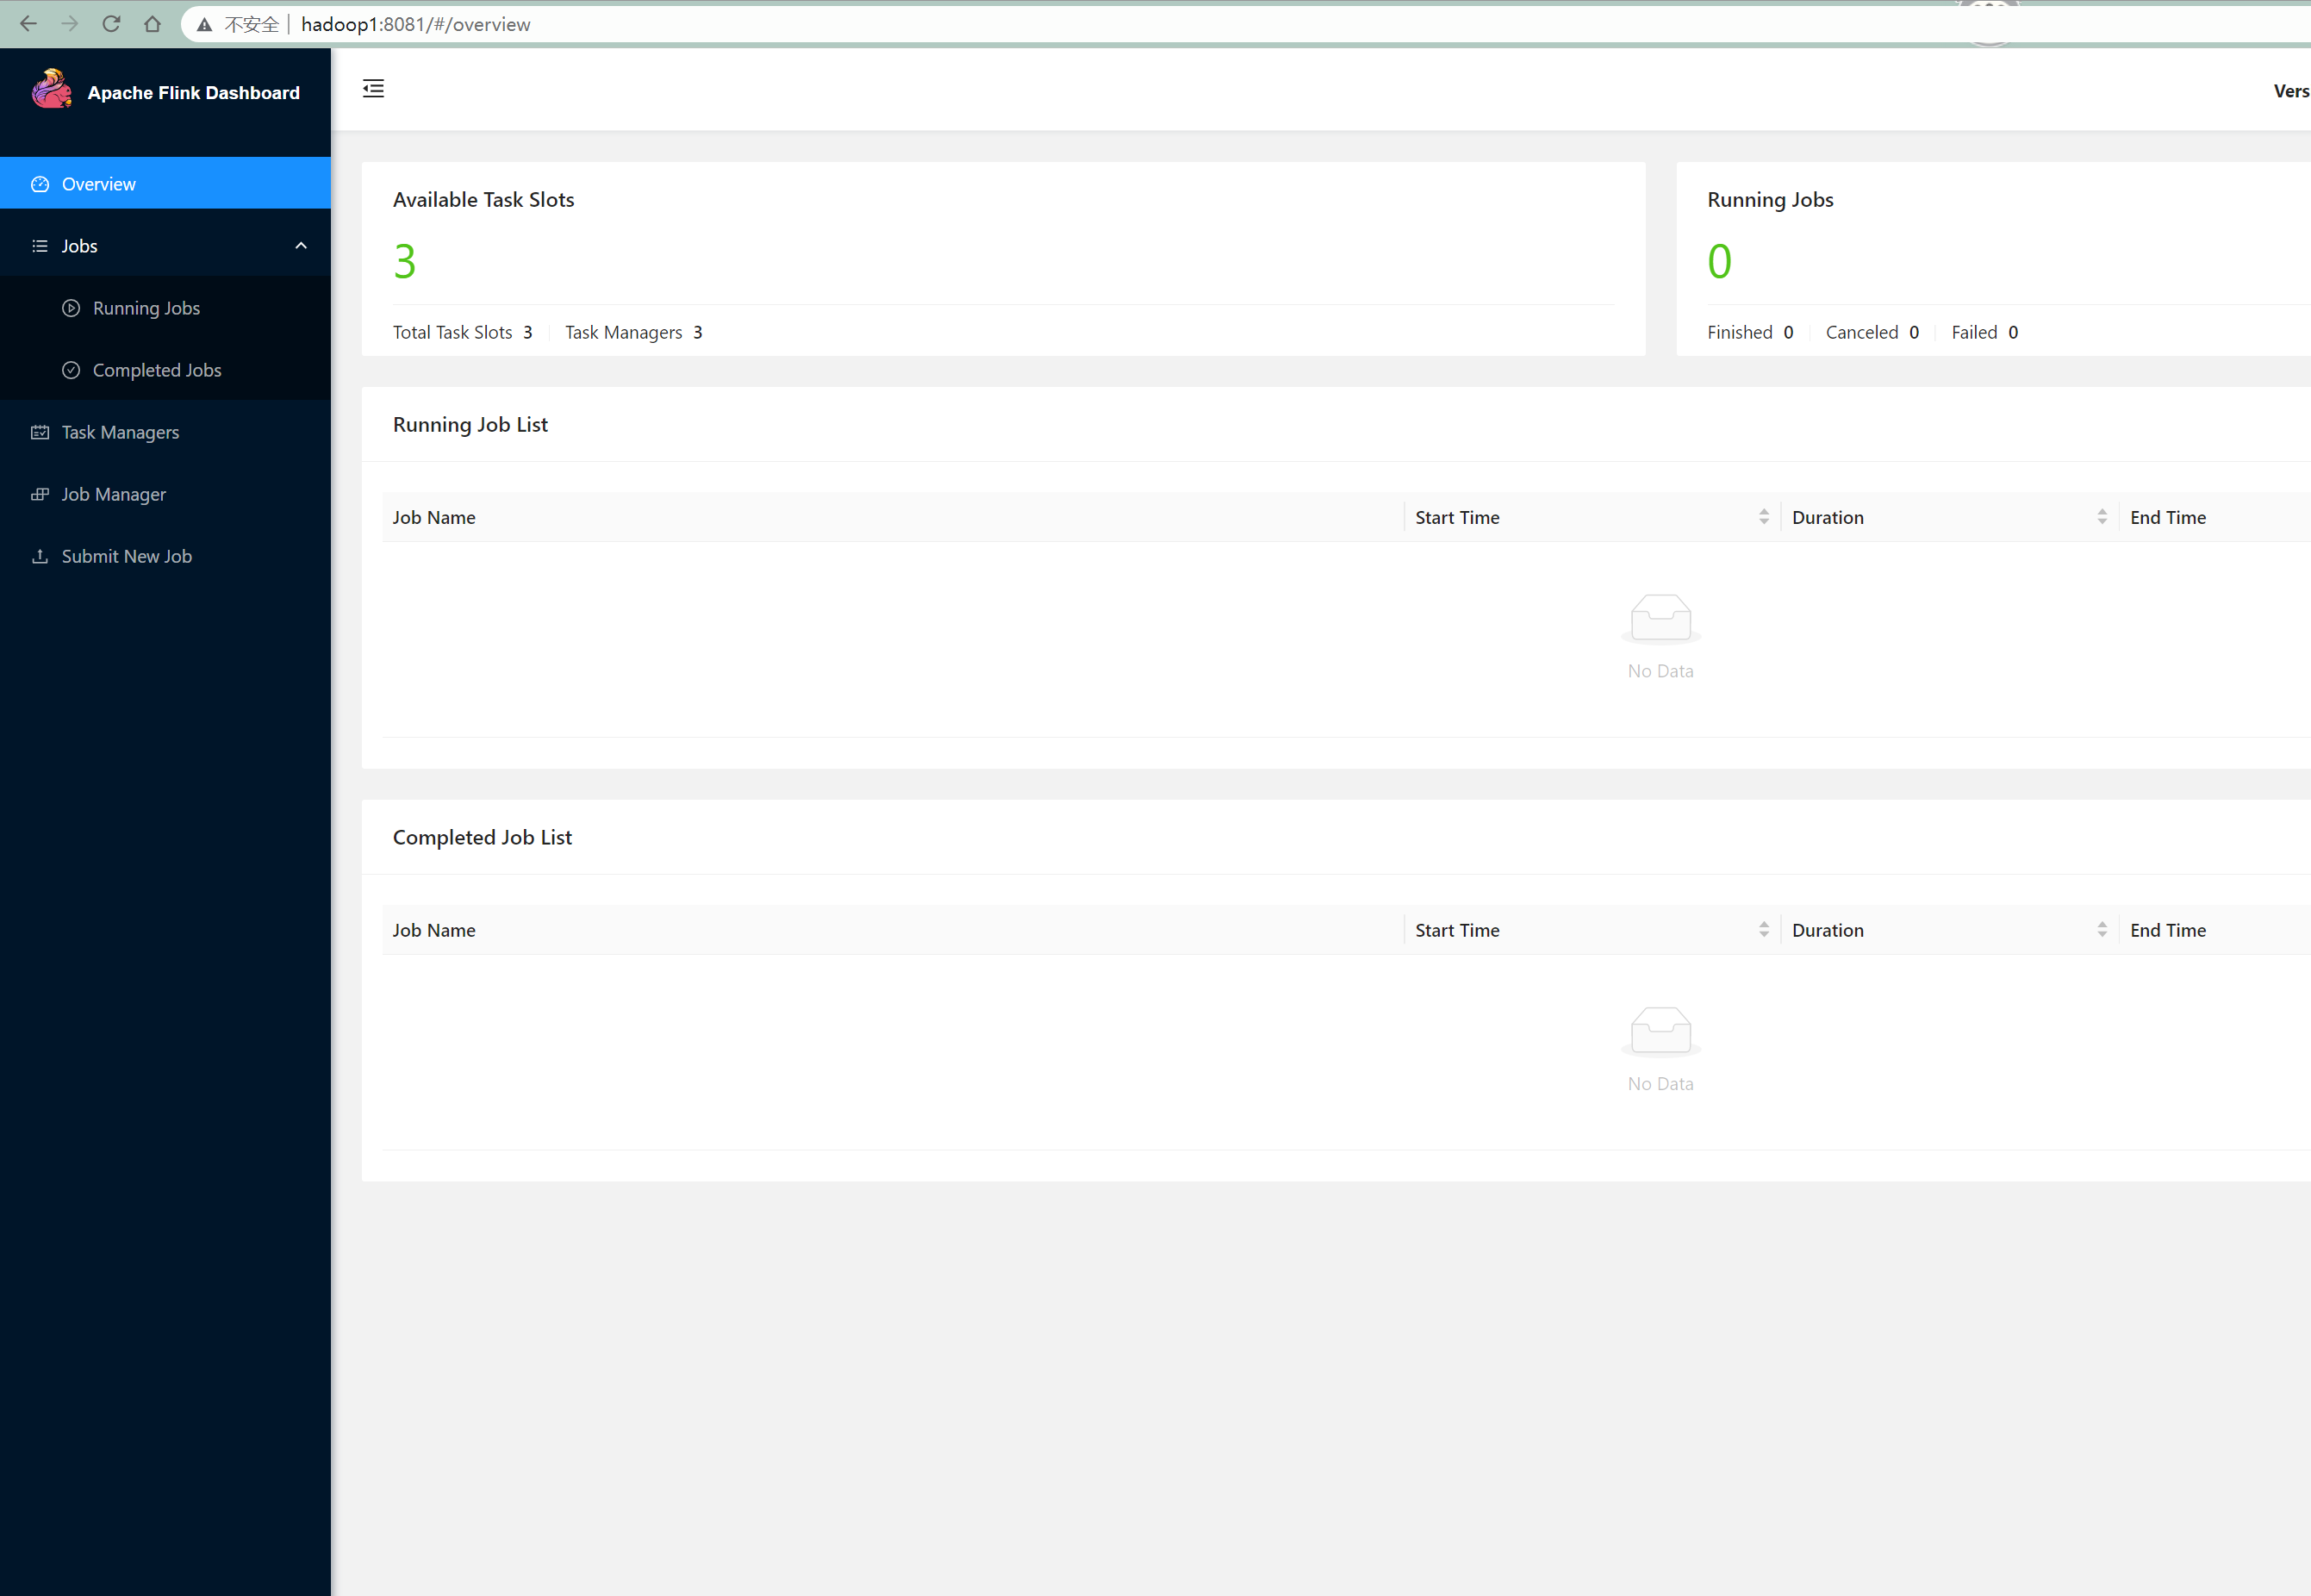 不安全 hadoop1:8081/#/overview
Apache Flink Dashboard
Vers
Overview
Jobs
Running Jobs
Completed Jobs
Task Managers
Job Manager
Submit New Job
Available Task Slots
3
Total Task Slots 3 Task Managers 3
Running Jobs
0
Finished 0 Canceled 0 Failed 0
Running Job List
Job Name Start Time Duration End Time
No Data
Completed Job List
Job Name Start Time Duration End Time
No Data